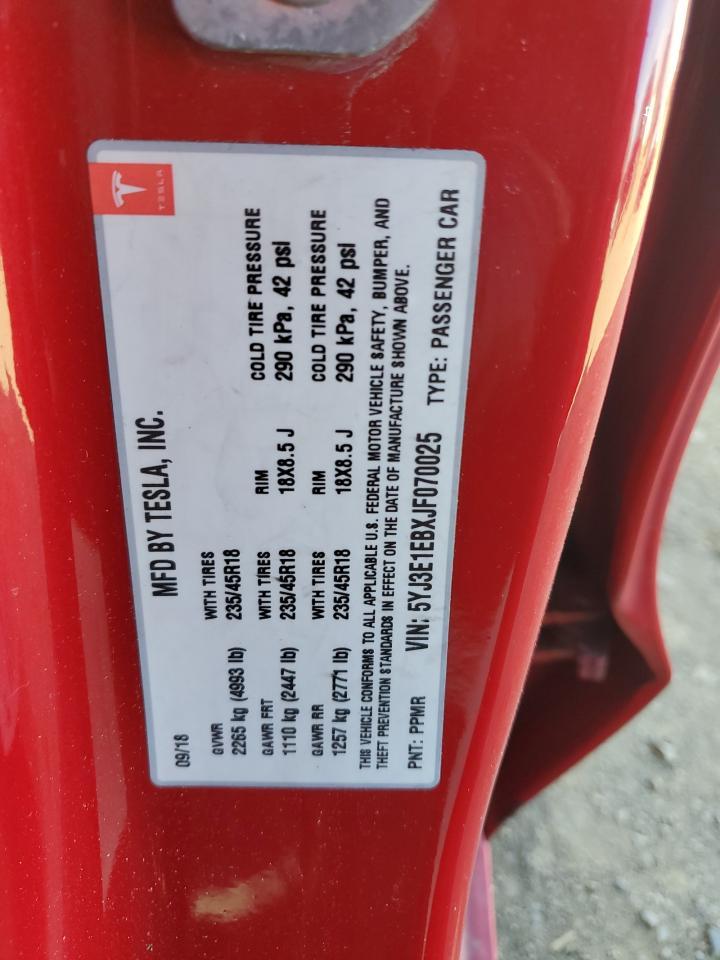 TESLA
MFD BY TESLA, INC.
09/18
GVWR WITH TIRES
2265 kg (4993 lb) 235/45R18
GAWR FRT WITH TIRES RIM COLD TIRE PRESSURE
1110 kg (2447 lb) 235/45R18 18X8.5 J 290 kPa, 42 psi
GAWR RR WITH TIRES RIM COLD TIRE PRESSURE
1257 kg (2771 lb) 235/45R18 18X8.5 J 290 kPa, 42 psi
THIS VEHICLE CONFORMS TO ALL APPLICABLE U.S. FEDERAL MOTOR VEHICLE SAFETY, BUMPER, AND
THEFT PREVENTION STANDARDS IN EFFECT ON THE DATE OF MANUFACTURE SHOWN ABOVE.
PNT: PPMR VIN: 5YJ3E1EBXJF070025 TYPE: PASSENGER CAR